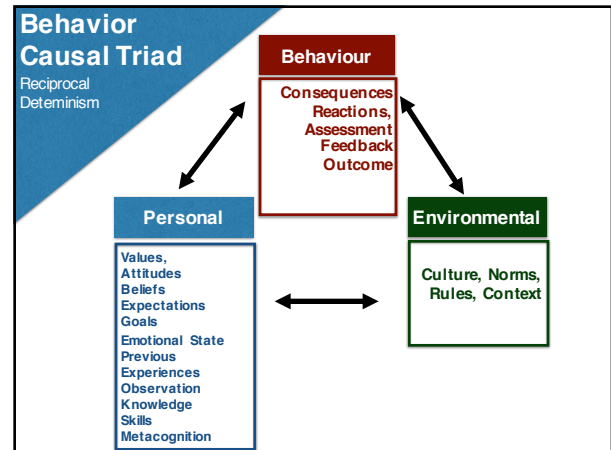 Behavior
Causal Triad
Reciprocal
Deteminism
Behaviour
Consequences
Reactions,
Assessment
Feedback
Outcome
Personal
Values,
Attitudes
Beliefs
Expectations
Goals
Emotional State
Previous
Experiences
Observation
Knowledge
Skills
Metacognition
Environmental
Culture, Norms,
Rules, Context